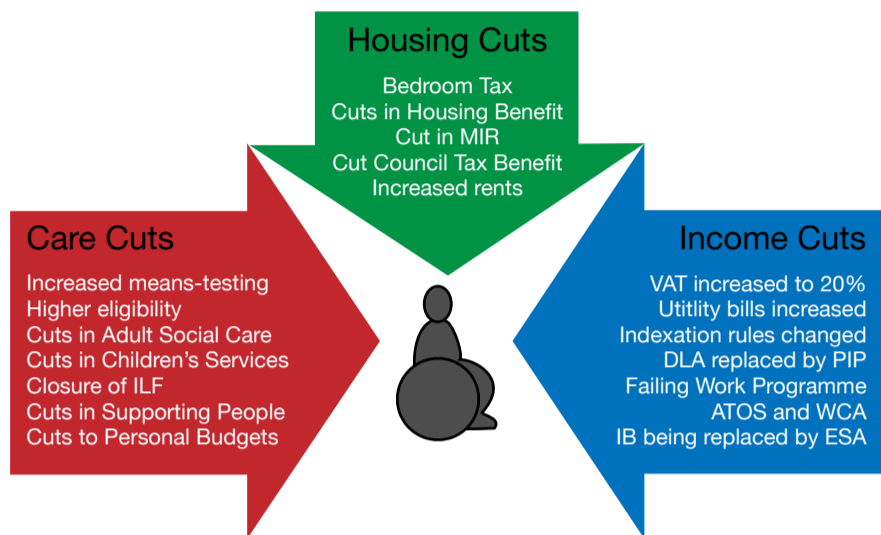 Housing Cuts
Bedroom Tax
Cuts in Housing Benefit
Cut in MIR
Cut Council Tax Benefit
Increased rents
Care Cuts
Increased means-testing
Higher eligibility
Cuts in Adult Social Care
Cuts in Children’s Services
Closure of ILF
Cuts in Supporting People
Cuts to Personal Budgets
Income Cuts
VAT increased to 20%
Utitlity bills increased
Indexation rules changed
DLA replaced by PIP
Failing Work Programme
ATOS and WCA
IB being replaced by ESA